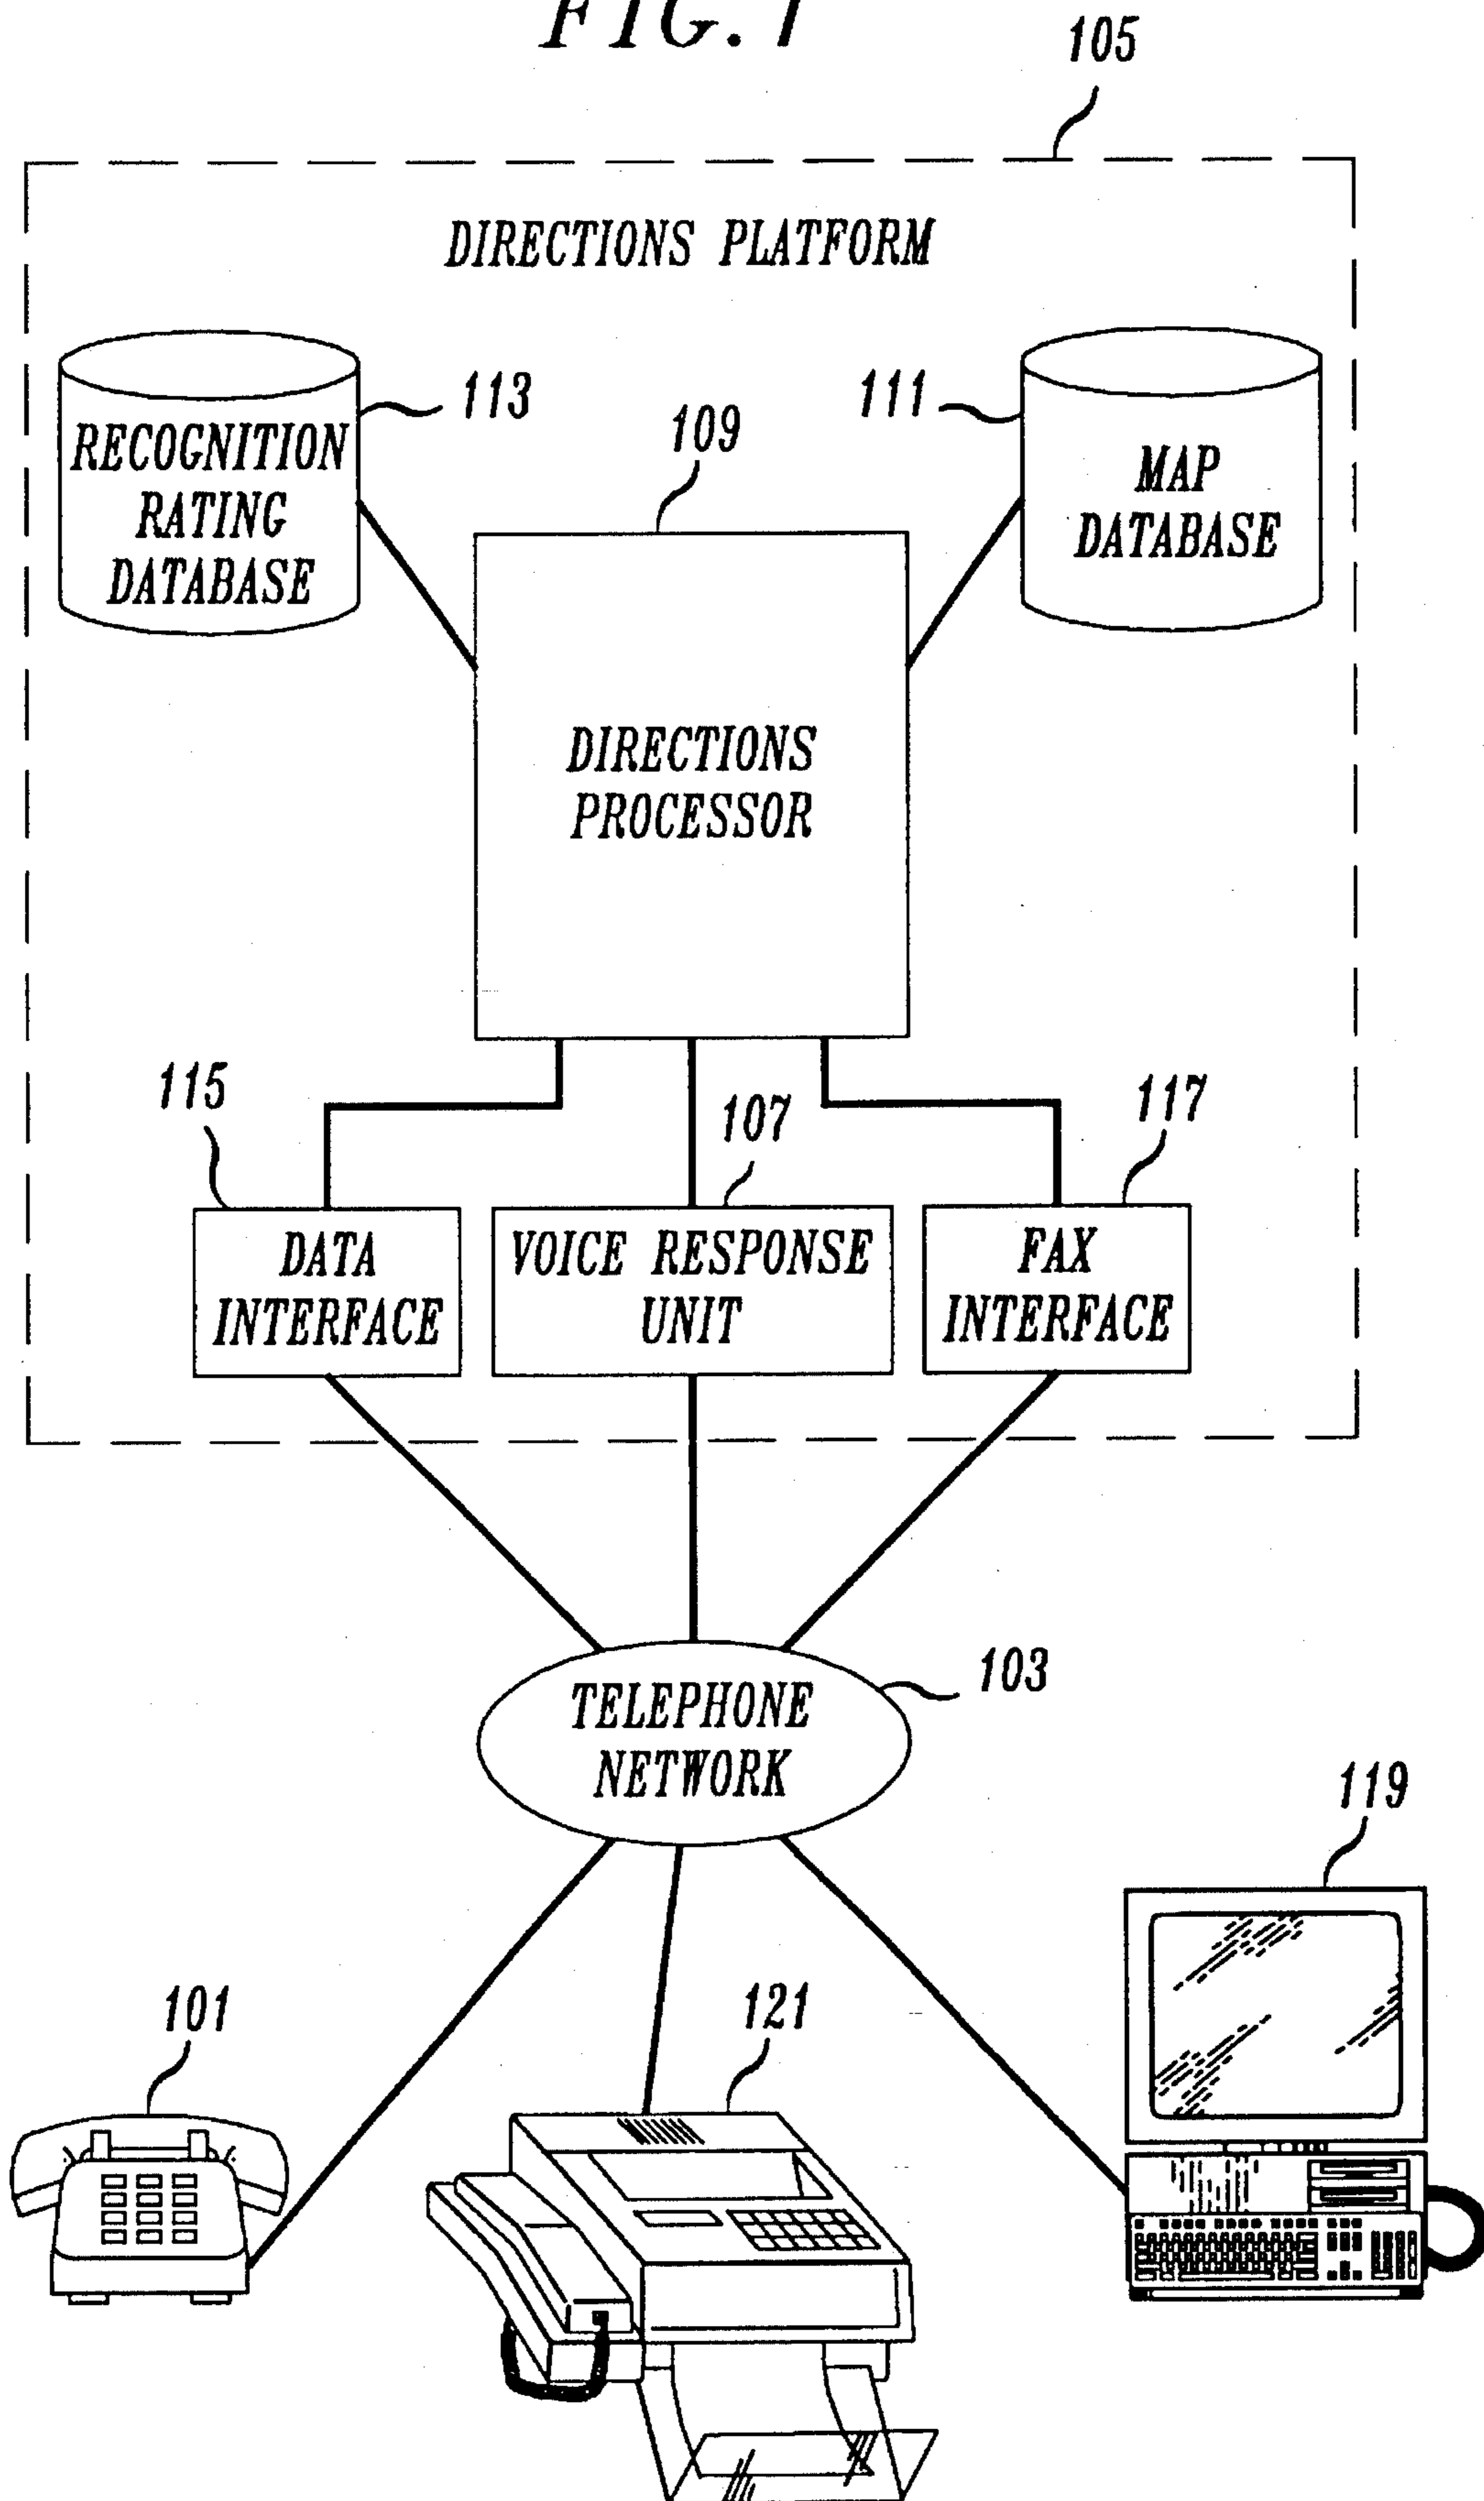 FIG. 1
105
DIRECTIONS PLATFORM
113
109
111
RECOGNITION
RATING
DATABASE
MAP
DATABASE
DIRECTIONS
PROCESSOR
115
107
117
DATA
INTERFACE
VOICE RESPONSE
UNIT
FAX
INTERFACE
103
TELEPHONE
NETWORK
119
101
121